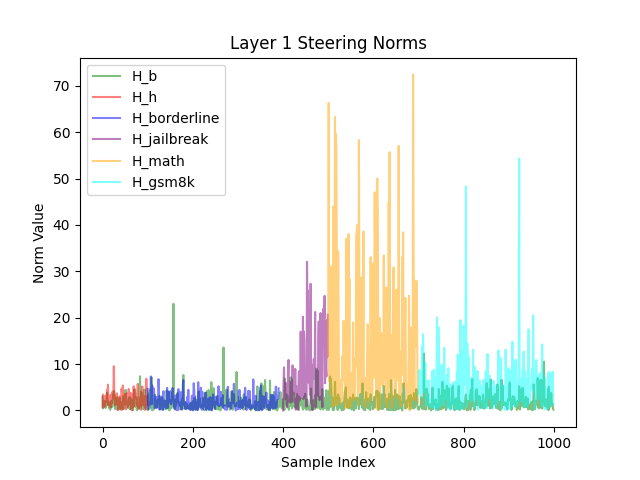 Layer 1 Steering Norms
H_b
H_h
H_borderline
H_jailbreak
H_math
H_gsm8k
Norm Value
70
60
50
40
30
20
10
0
0 200 400 600 800 1000
Sample Index